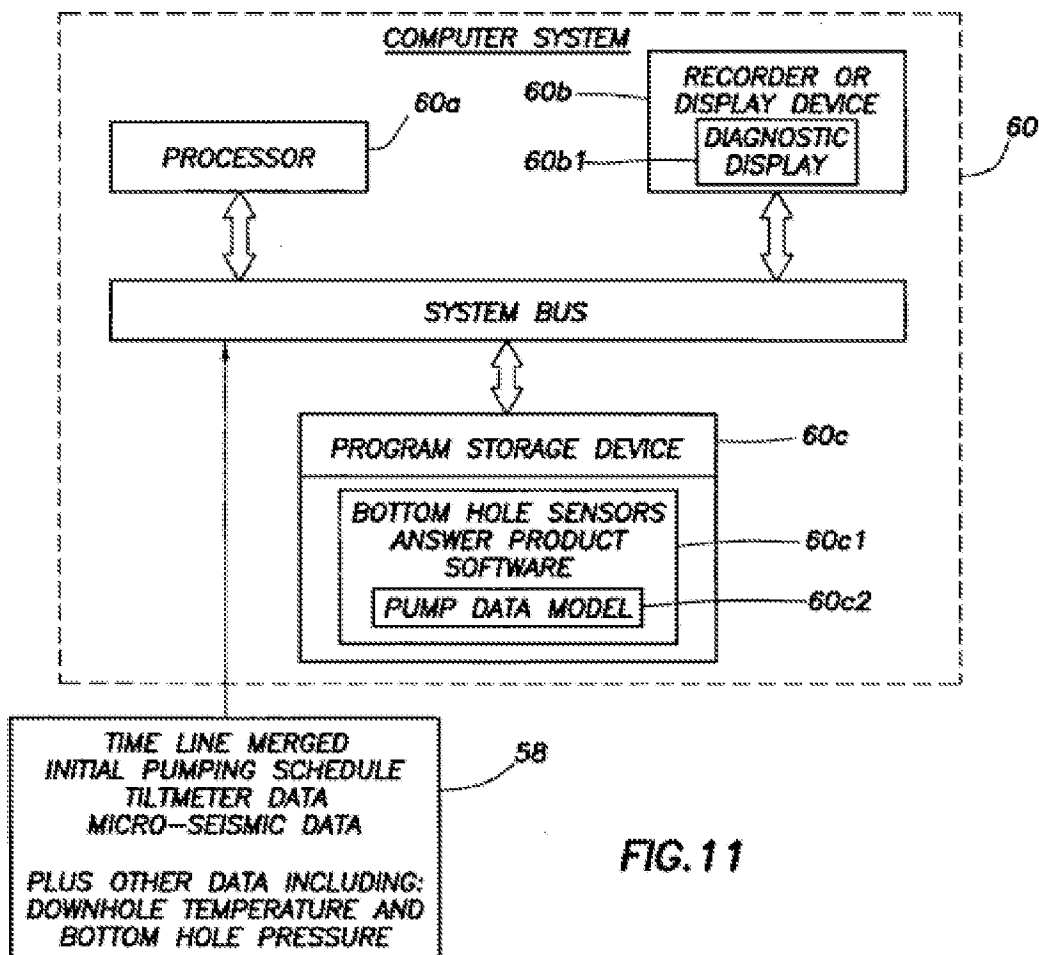 COMPUTER SYSTEM
60a
PROCESSOR
60b
RECORDER OR
DISPLAY DEVICE
60b1
DIAGNOSTIC
DISPLAY
60
SYSTEM BUS
PROGRAM STORAGE DEVICE
60c
BOTTOM HOLE SENSORS
ANSWER PRODUCT
SOFTWARE
60c1
PUMP DATA MODEL
60c2
TIME LINE MERGED
INITIAL PUMPING SCHEDULE
TILTMETER DATA
MICRO-SEISMIC DATA
PLUS OTHER DATA INCLUDING:
DOWNHOLE TEMPERATURE AND
BOTTOM HOLE PRESSURE
58
FIG.11